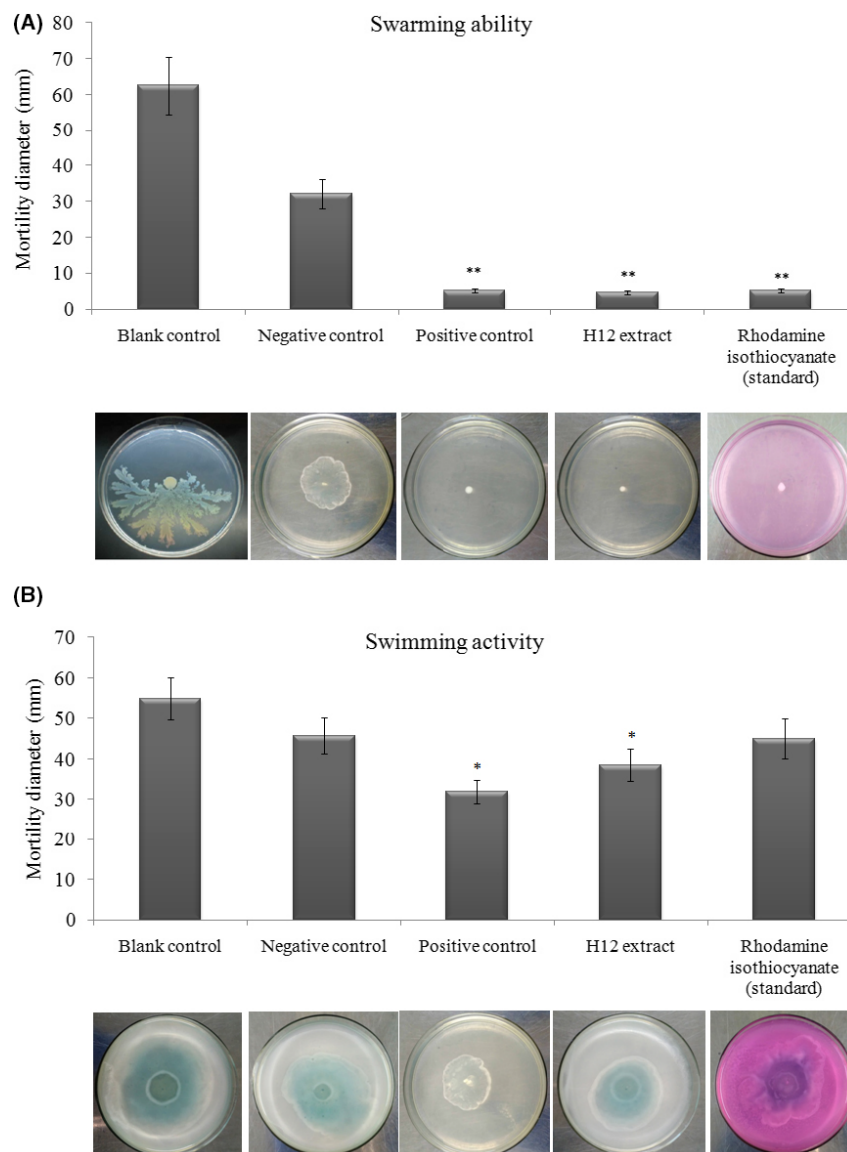 (A)
Swarming ability
Mortility diameter (mm)
80
70
60
50
40
30
20
10
0
**
**
**
Blank control
Negative control
Positive control
H12 extract
Rhodamine
isothiocyanate
(standard)
(B)
Swimming activity
Mortility diameter (mm)
70
60
50
40
30
20
10
0
*
*
Blank control
Negative control
Positive control
H12 extract
Rhodamine
isothiocyanate
(standard)